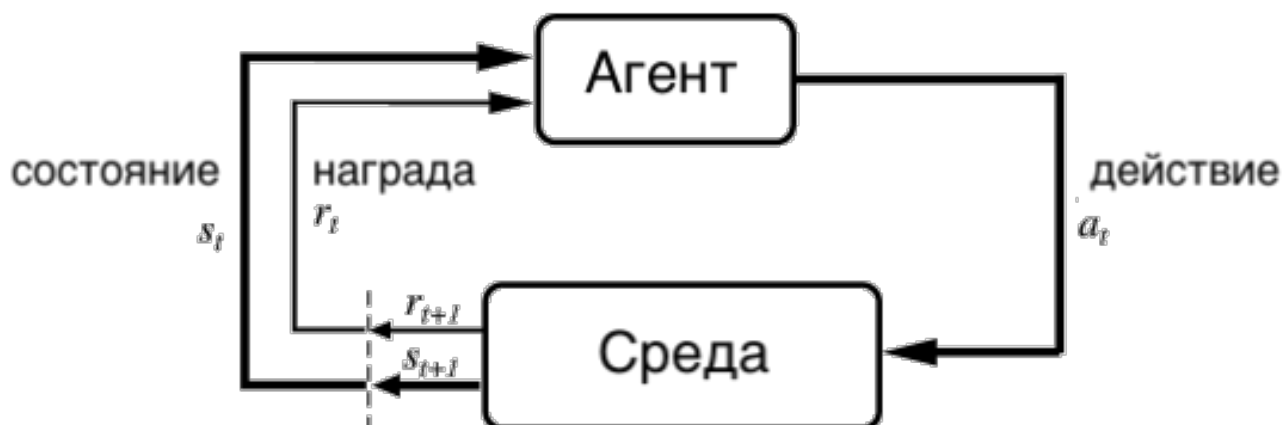 Агент
состояние
награда
действие
s_t
r_t
a_t
r_{t+1}
Среда
s_{t+1}